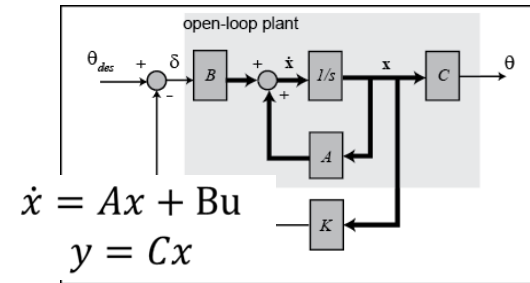 open-loop plant
θdes + δ B + ẋ 1/s x C θ
-
+
A
K
ẋ = Ax + Bu
y = Cx